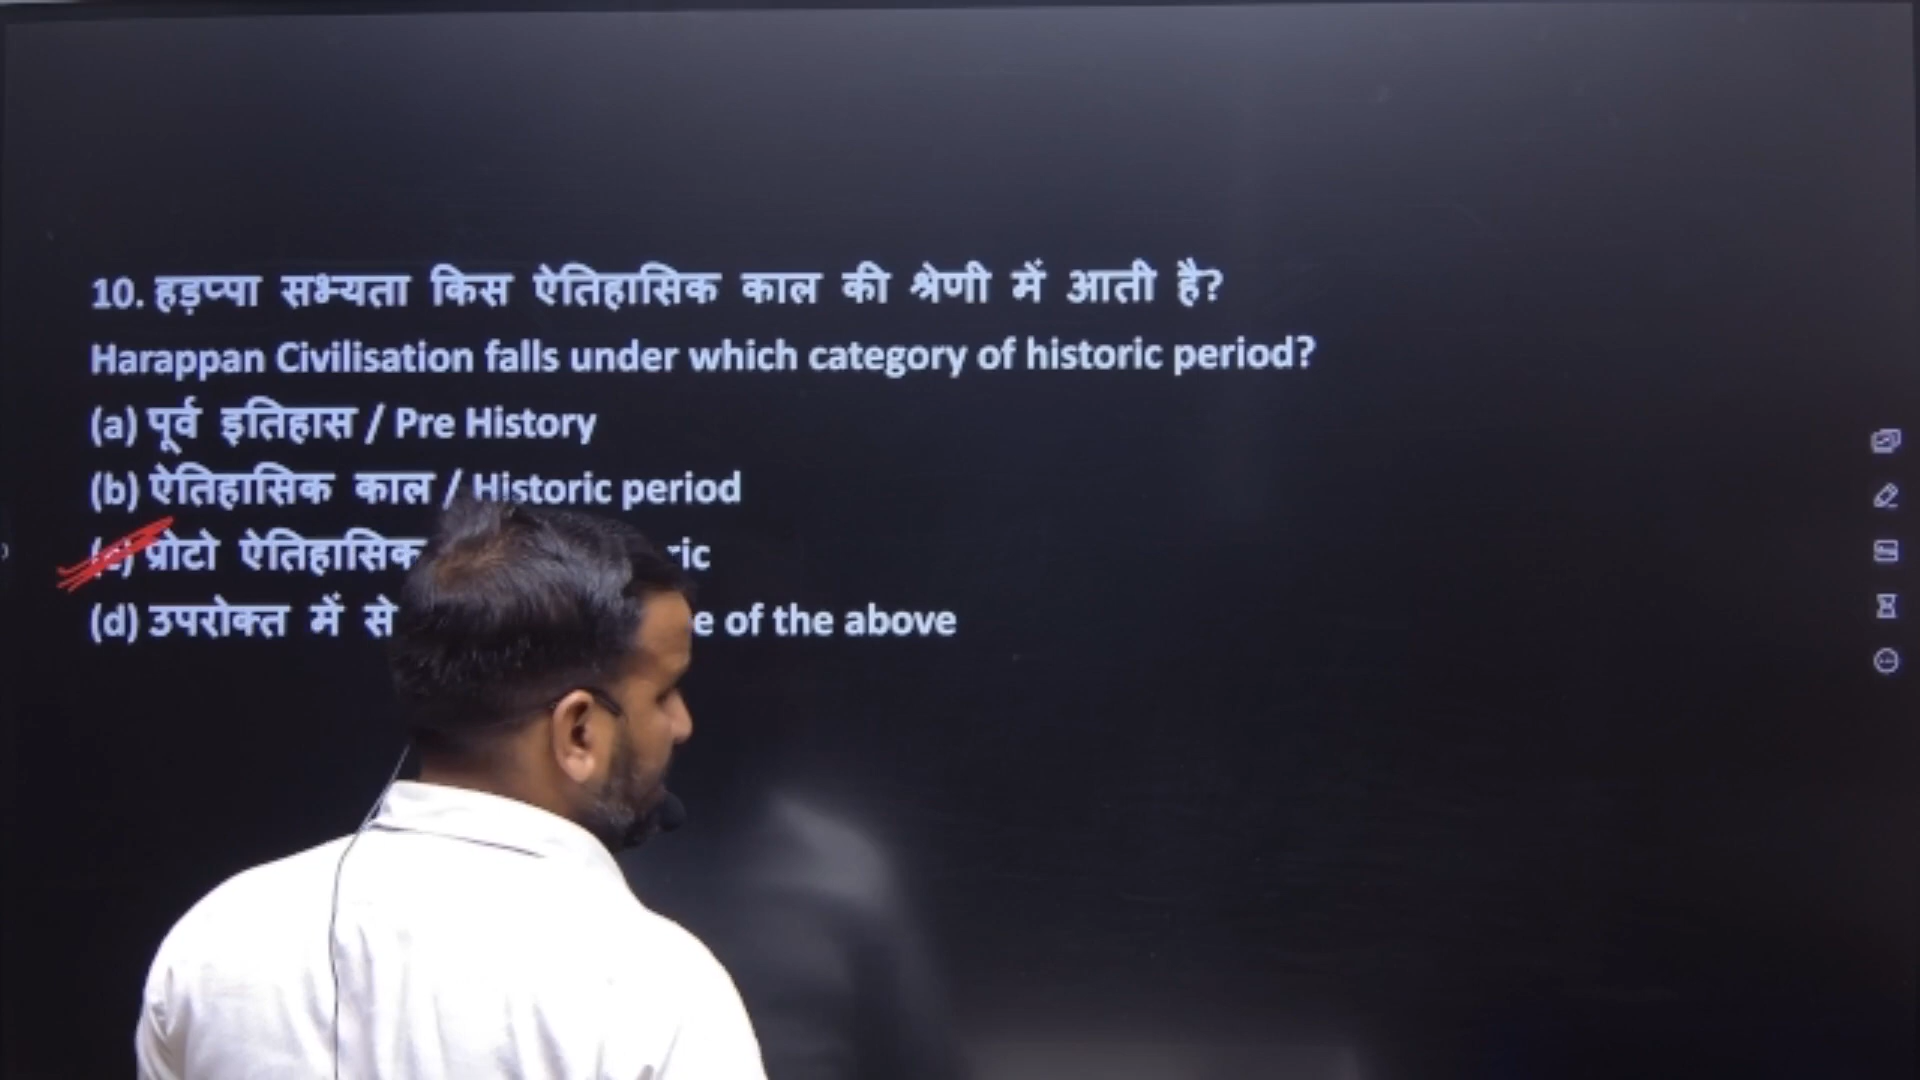 10. हड़प्पा सभ्यता किस ऐतिहासिक काल की श्रेणी में आती है?
Harappan Civilisation falls under which category of historic period?
(a) पूर्व इतिहास / Pre History
(b) ऐतिहासिक काल / Historic period
(c) प्रोटो ऐतिहासिक
(d) उपरोक्त में से of the above